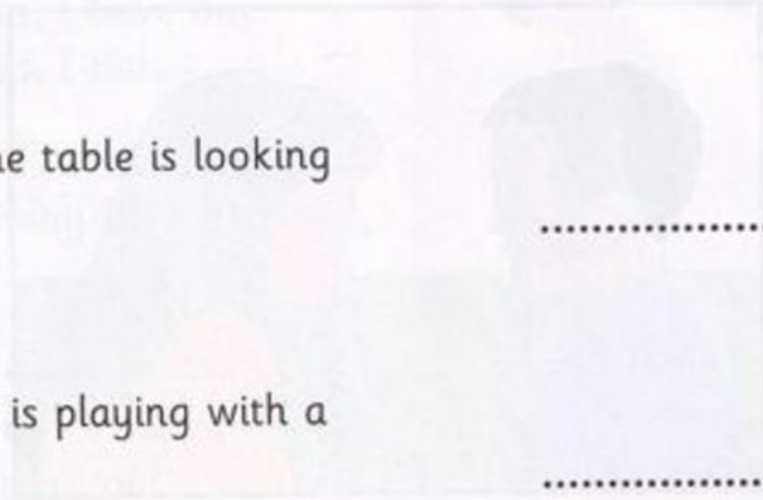 table is looking
....................
is playing with a
....................